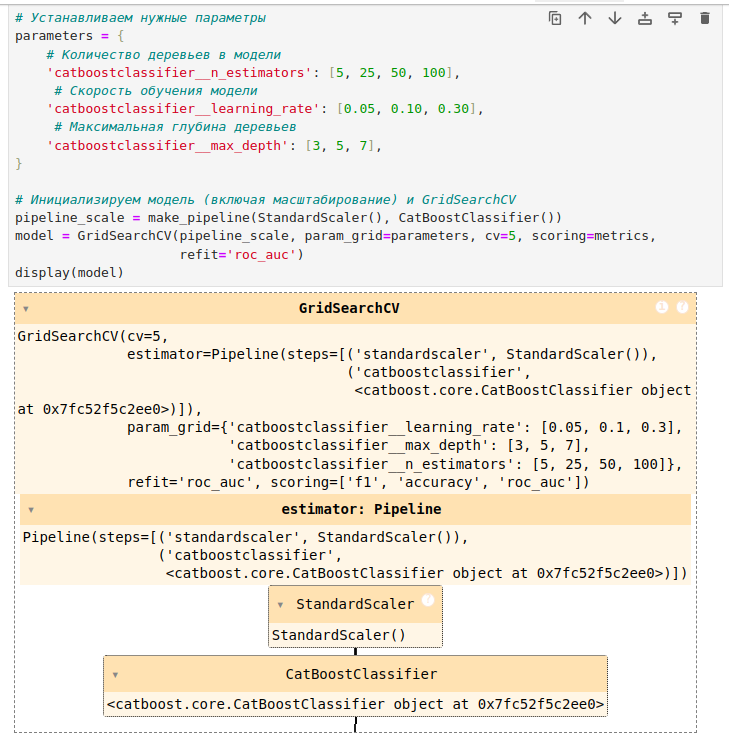 # Устанавливаем нужные параметры
parameters = {
# Количество деревьев в модели
'catboostclassifier__n_estimators': [5, 25, 50, 100],
# Скорость обучения модели
'catboostclassifier__learning_rate': [0.05, 0.10, 0.30],
# Максимальная глубина деревьев
'catboostclassifier__max_depth': [3, 5, 7],
}
# Инициализируем модель (включая масштабирование) и GridSearchCV
pipeline_scale = make_pipeline(StandardScaler(), CatBoostClassifier())
model = GridSearchCV(pipeline_scale, param_grid=parameters, cv=5, scoring=metrics,
refit='roc_auc')
display(model)
GridSearchCV
i ?
GridSearchCV(cv=5,
estimator=Pipeline(steps=[('standardscaler', StandardScaler()),
('catboostclassifier',
<catboost.core.CatBoostClassifier object
at 0x7fc52f5c2ee0>)]),
param_grid={'catboostclassifier__learning_rate': [0.05, 0.1, 0.3],
'catboostclassifier__max_depth': [3, 5, 7],
'catboostclassifier__n_estimators': [5, 25, 50, 100]},
refit='roc_auc', scoring=['f1', 'accuracy', 'roc_auc'])
estimator: Pipeline
Pipeline(steps=[('standardscaler', StandardScaler()),
('catboostclassifier',
<catboost.core.CatBoostClassifier object at 0x7fc52f5c2ee0>)])
StandardScaler ?
StandardScaler()
CatBoostClassifier
<catboost.core.CatBoostClassifier object at 0x7fc52f5c2ee0>